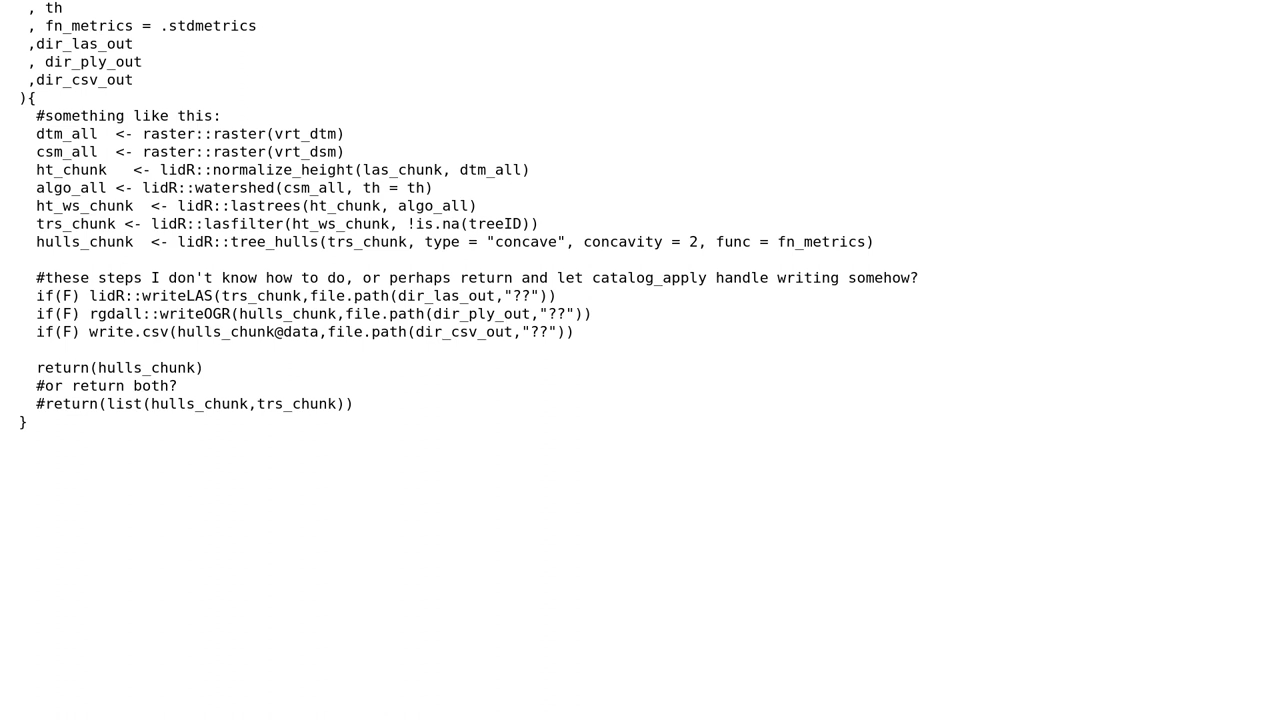 , th
, fn_metrics = .stdmetrics
,dir_las_out
, dir_ply_out
,dir_csv_out
){
#something like this:
dtm_all  <- raster::raster(vrt_dtm)
csm_all  <- raster::raster(vrt_dsm)
ht_chunk   <- lidR::normalize_height(las_chunk, dtm_all)
algo_all <- lidR::watershed(csm_all, th = th)
ht_ws_chunk  <- lidR::lastrees(ht_chunk, algo_all)
trs_chunk <- lidR::lasfilter(ht_ws_chunk, !is.na(treeID))
hulls_chunk  <- lidR::tree_hulls(trs_chunk, type = "concave", concavity = 2, func = fn_metrics)
#these steps I don't know how to do, or perhaps return and let catalog_apply handle writing somehow?
if(F) lidR::writeLAS(trs_chunk,file.path(dir_las_out,"??"))
if(F) rgdall::writeOGR(hulls_chunk,file.path(dir_ply_out,"??"))
if(F) write.csv(hulls_chunk@data,file.path(dir_csv_out,"??"))
return(hulls_chunk)
#or return both?
#return(list(hulls_chunk,trs_chunk))
}